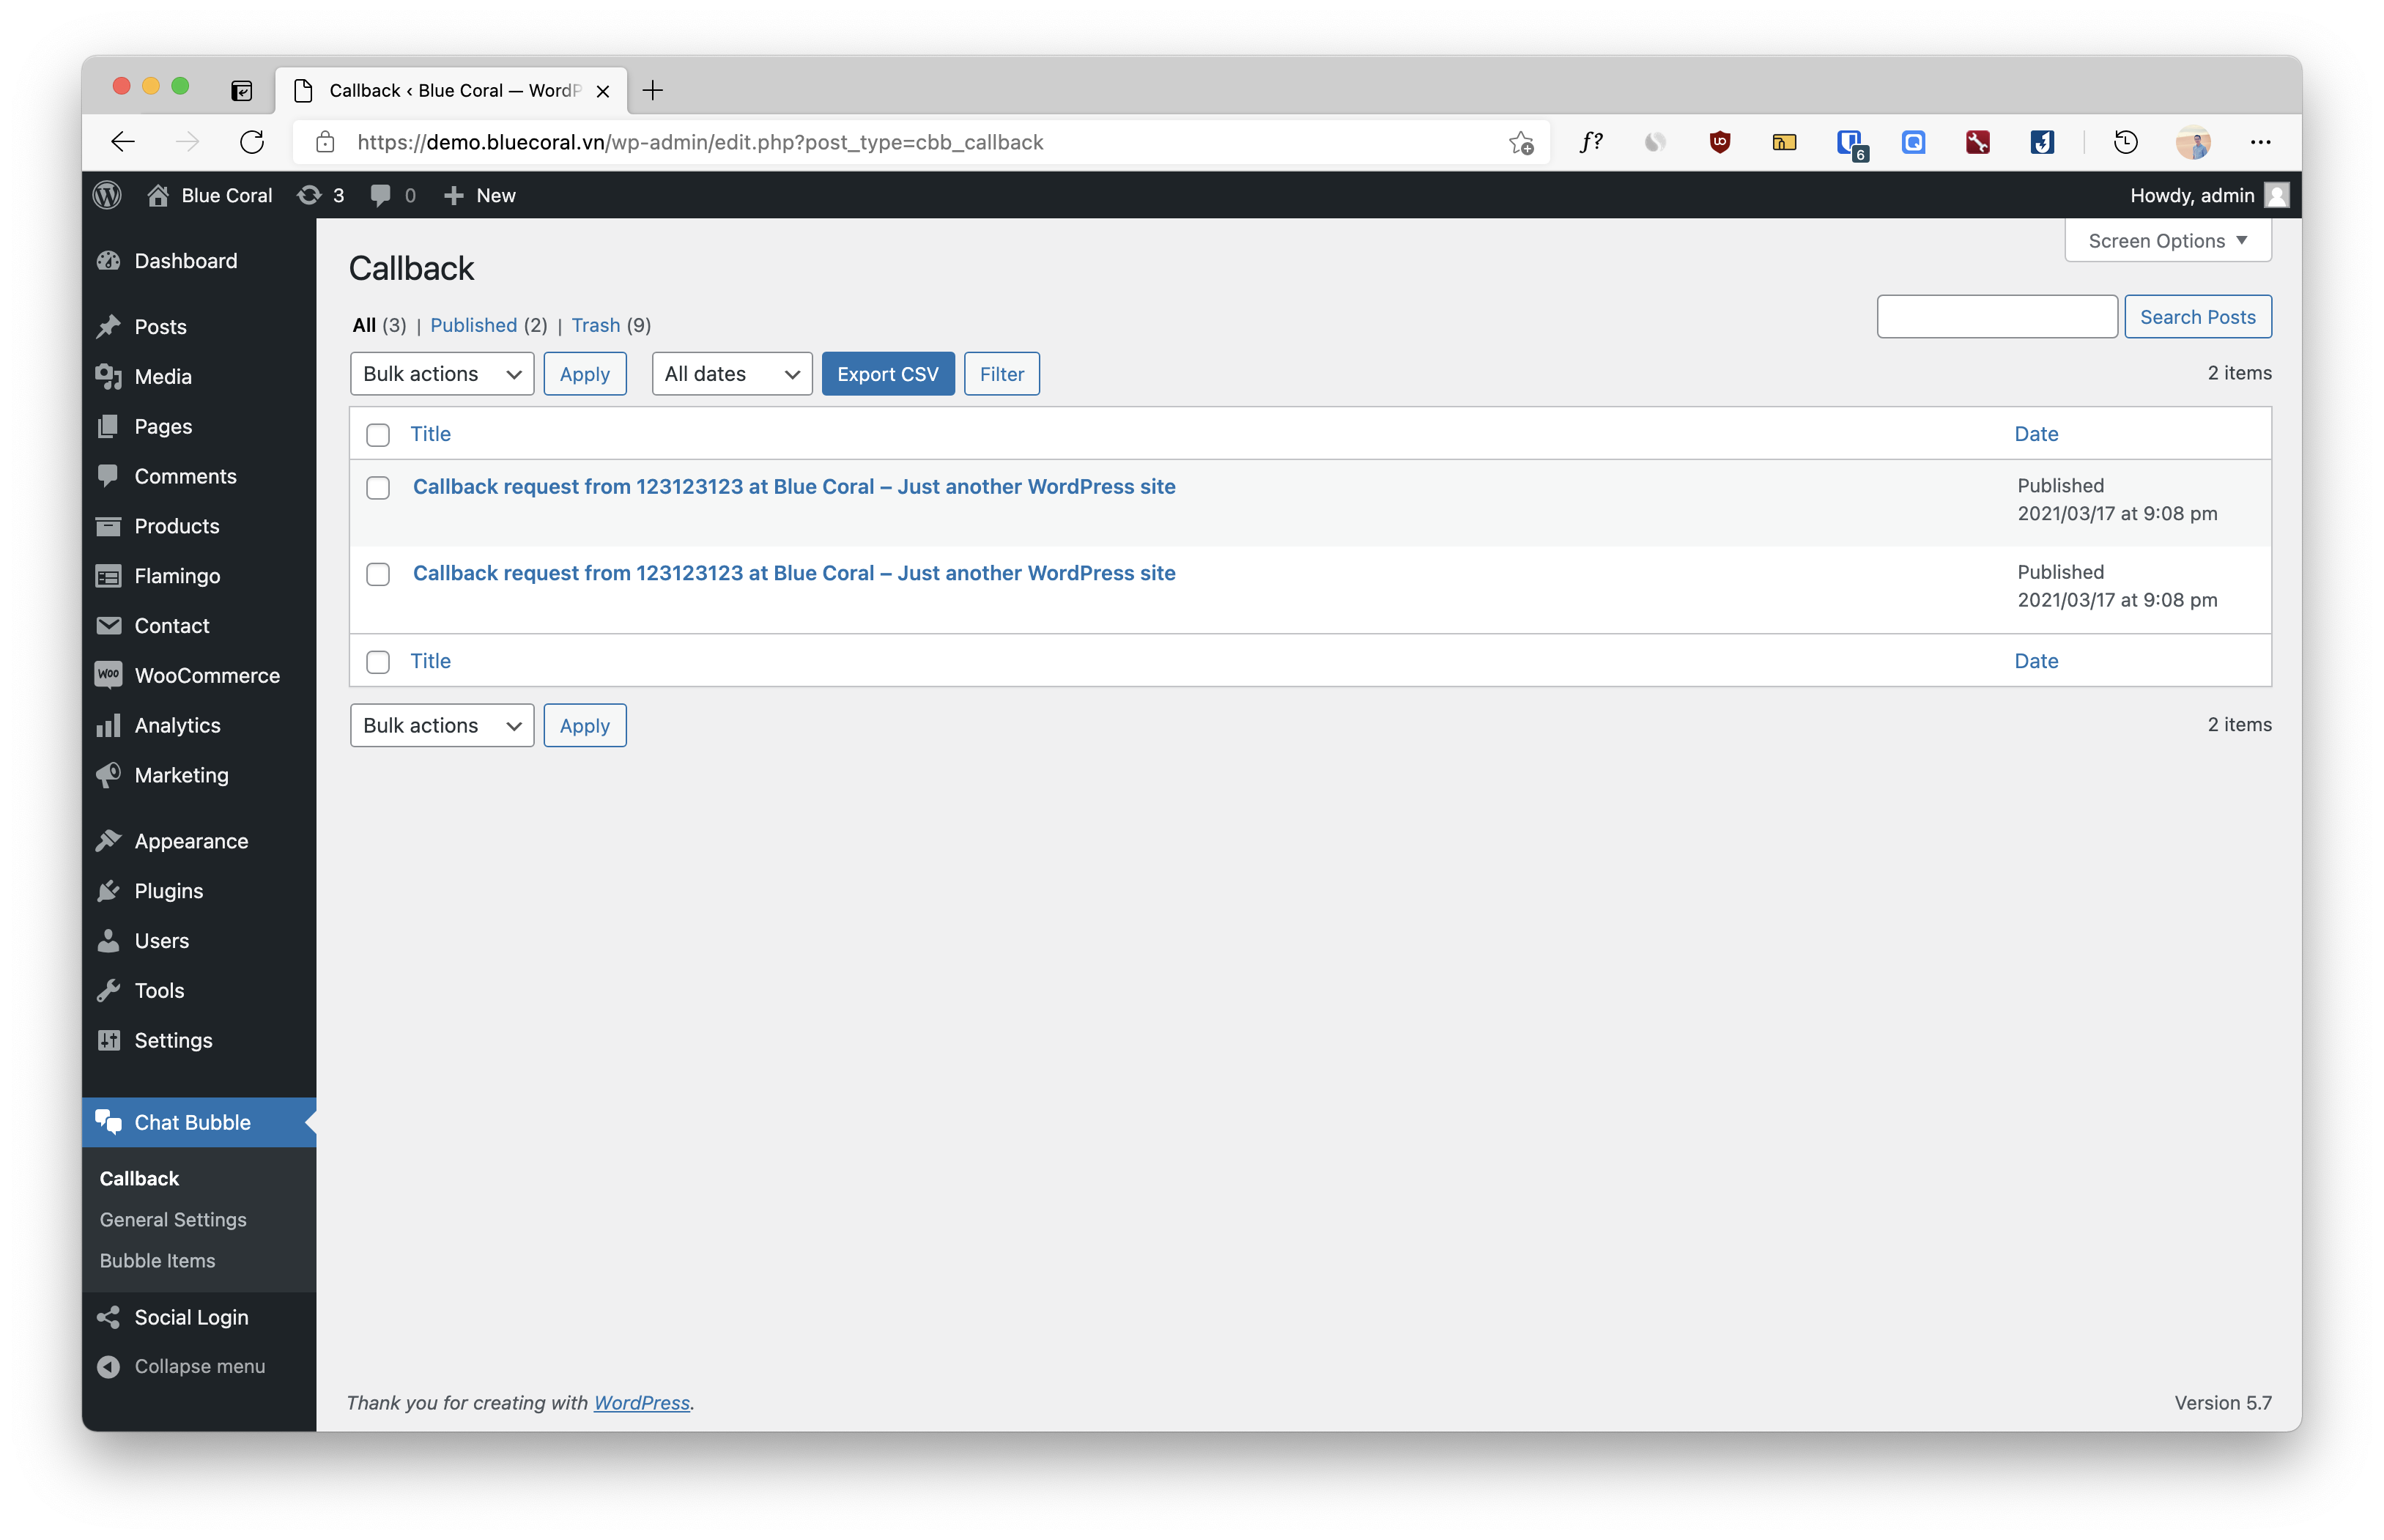 Callback ‹ Blue Coral — WordP
https://demo.bluecoral.vn/wp-admin/edit.php?post_type=cbb_callback
f?
6
Blue Coral 3 0 New
Howdy, admin
Dashboard
Posts
Media
Pages
Comments
Products
Flamingo
Contact
WooCommerce
Analytics
Marketing
Appearance
Plugins
Users
Tools
Settings
Chat Bubble
Callback
General Settings
Bubble Items
Social Login
Collapse menu
Screen Options
Callback
All (3) | Published (2) | Trash (9)
Search Posts
Bulk actions Apply All dates Export CSV Filter
2 items
Title Date
Callback request from 123123123 at Blue Coral – Just another WordPress site
Published
2021/03/17 at 9:08 pm
Callback request from 123123123 at Blue Coral – Just another WordPress site
Published
2021/03/17 at 9:08 pm
Title Date
Bulk actions Apply
2 items
Thank you for creating with WordPress.
Version 5.7